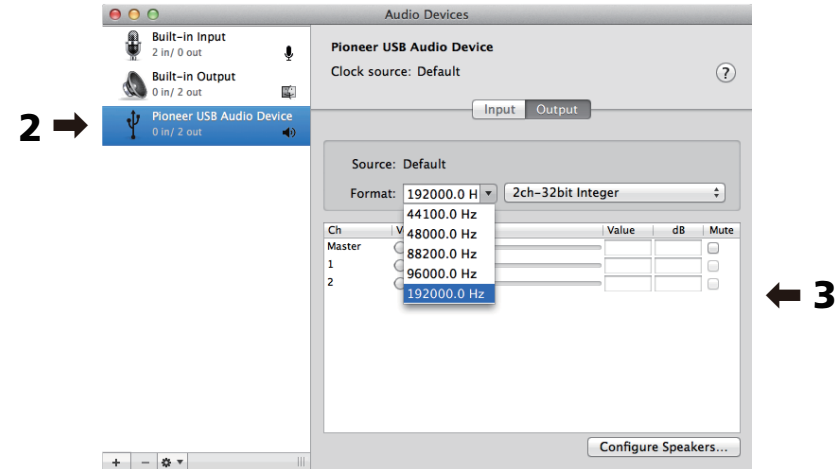 Audio Devices
Built-in Input
2 in/ 0 out
Built-in Output
0 in/ 2 out
2
Pioneer USB Audio Device
0 in/ 2 out
Pioneer USB Audio Device
Clock source: Default
?
Input Output
Source: Default
Format: 192000.0 H 2ch-32bit Integer
44100.0 Hz
48000.0 Hz
88200.0 Hz
96000.0 Hz
192000.0 Hz
Ch V Value dB Mute
Master
1
2
3
Configure Speakers...
+ −